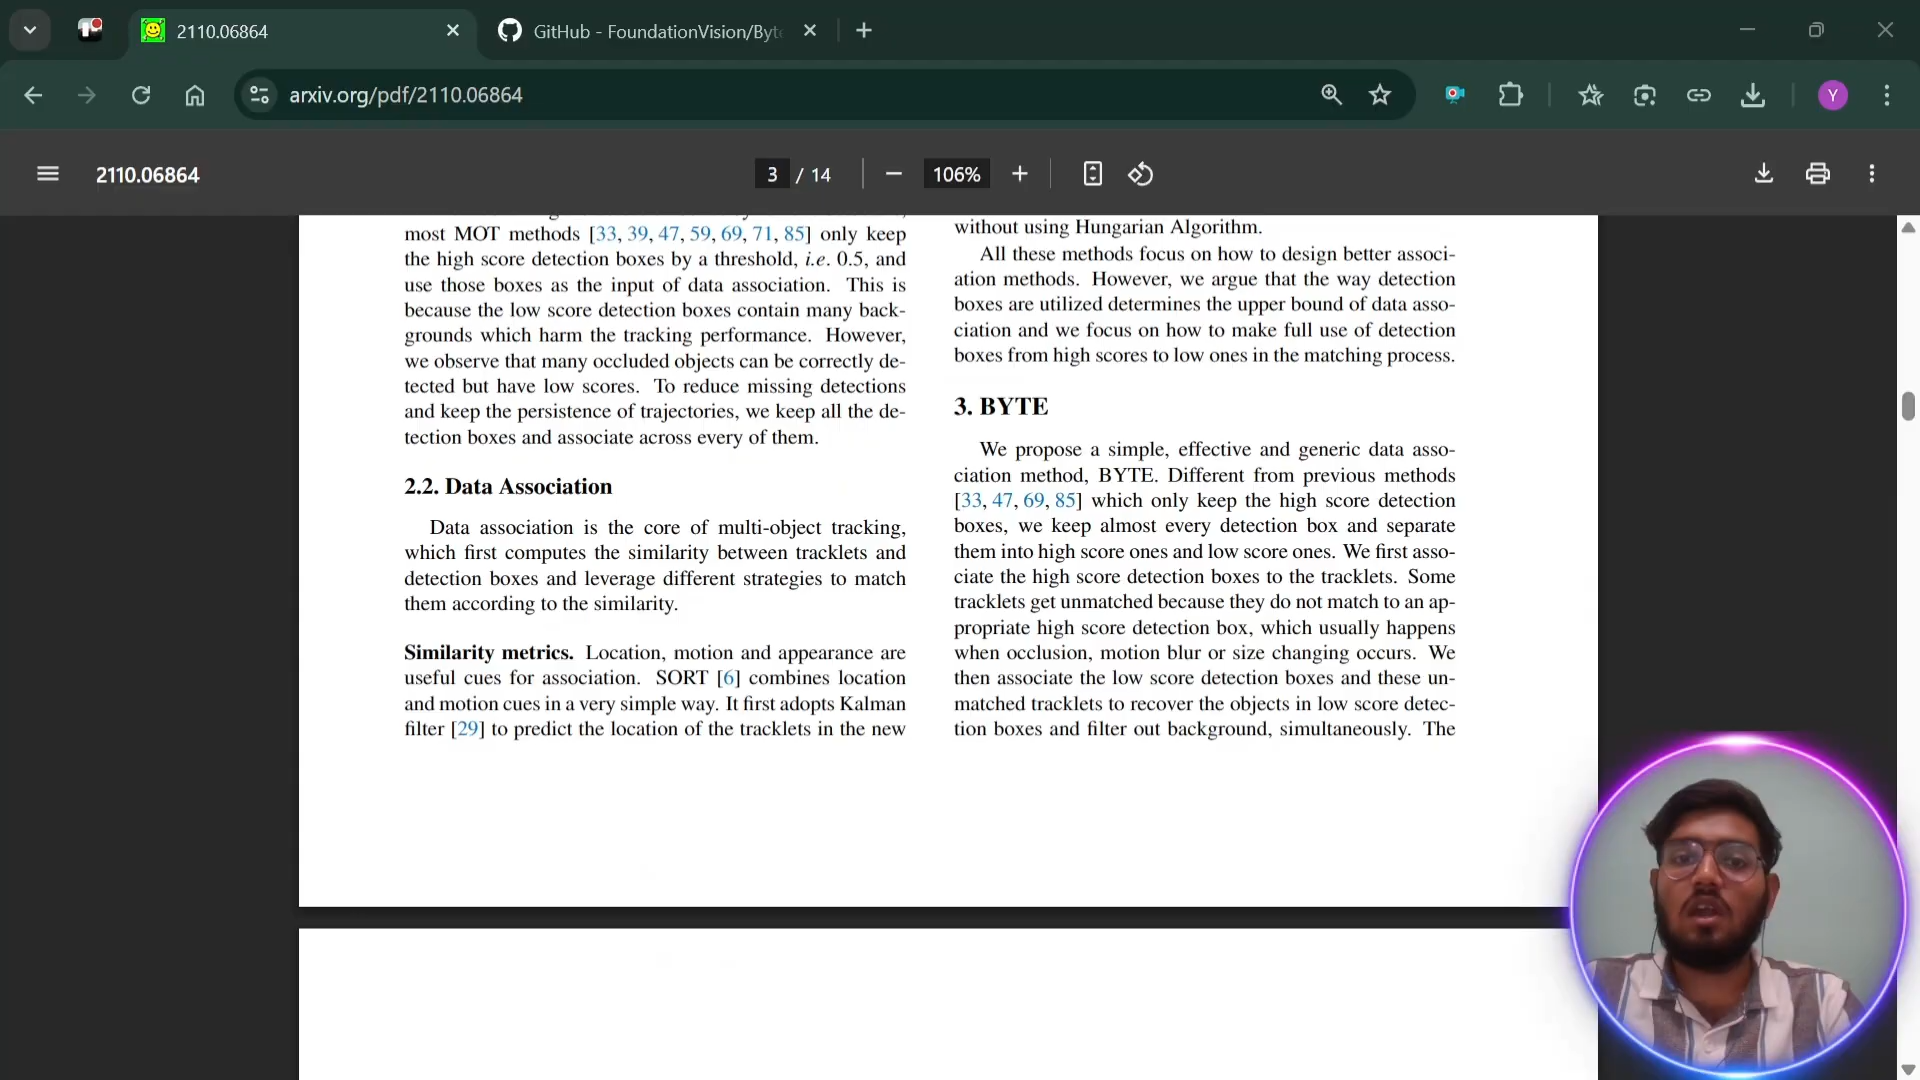 2110.06864
GitHub - FoundationVision/Byt
arxiv.org/pdf/2110.06864
Y
2110.06864
3 / 14
106%
most MOT methods [33, 39, 47, 59, 69, 71, 85] only keep
the high score detection boxes by a threshold, i.e. 0.5, and
use those boxes as the input of data association. This is
because the low score detection boxes contain many back-
grounds which harm the tracking performance. However,
we observe that many occluded objects can be correctly de-
tected but have low scores. To reduce missing detections
and keep the persistence of trajectories, we keep all the de-
tection boxes and associate across every of them.
2.2. Data Association
Data association is the core of multi-object tracking,
which first computes the similarity between tracklets and
detection boxes and leverage different strategies to match
them according to the similarity.
Similarity metrics. Location, motion and appearance are
useful cues for association. SORT [6] combines location
and motion cues in a very simple way. It first adopts Kalman
filter [29] to predict the location of the tracklets in the new
without using Hungarian Algorithm.
All these methods focus on how to design better associ-
ation methods. However, we argue that the way detection
boxes are utilized determines the upper bound of data asso-
ciation and we focus on how to make full use of detection
boxes from high scores to low ones in the matching process.
3. BYTE
We propose a simple, effective and generic data asso-
ciation method, BYTE. Different from previous methods
[33, 47, 69, 85] which only keep the high score detection
boxes, we keep almost every detection box and separate
them into high score ones and low score ones. We first asso-
ciate the high score detection boxes to the tracklets. Some
tracklets get unmatched because they do not match to an ap-
propriate high score detection box, which usually happens
when occlusion, motion blur or size changing occurs. We
then associate the low score detection boxes and these un-
matched tracklets to recover the objects in low score detec-
tion boxes and filter out background, simultaneously. The